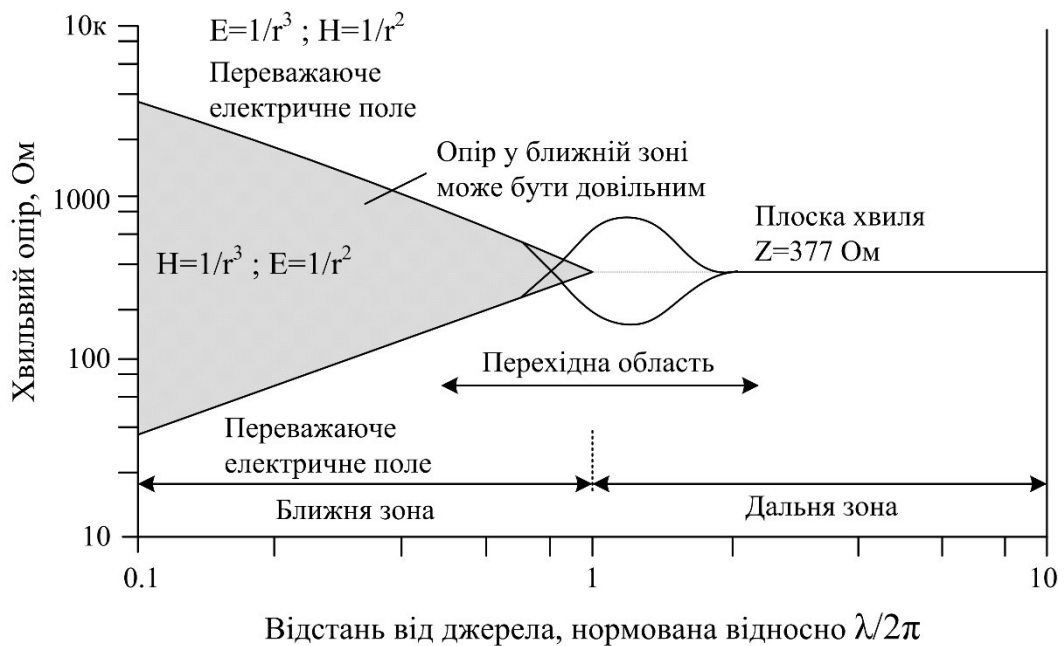 10к
E=1/r³ ; H=1/r²
Переважаюче
електричне поле
Опір у ближній зоні
може бути довільним
1000
Плоска хвиля
Z=377 Ом
H=1/r³ ; E=1/r²
Хвильвий опір, Ом
100
Перехідна область
Переважаюче
електричне поле
Ближня зона
Дальня зона
10
0.1
1
10
Відстань від джерела, нормована відносно λ/2π